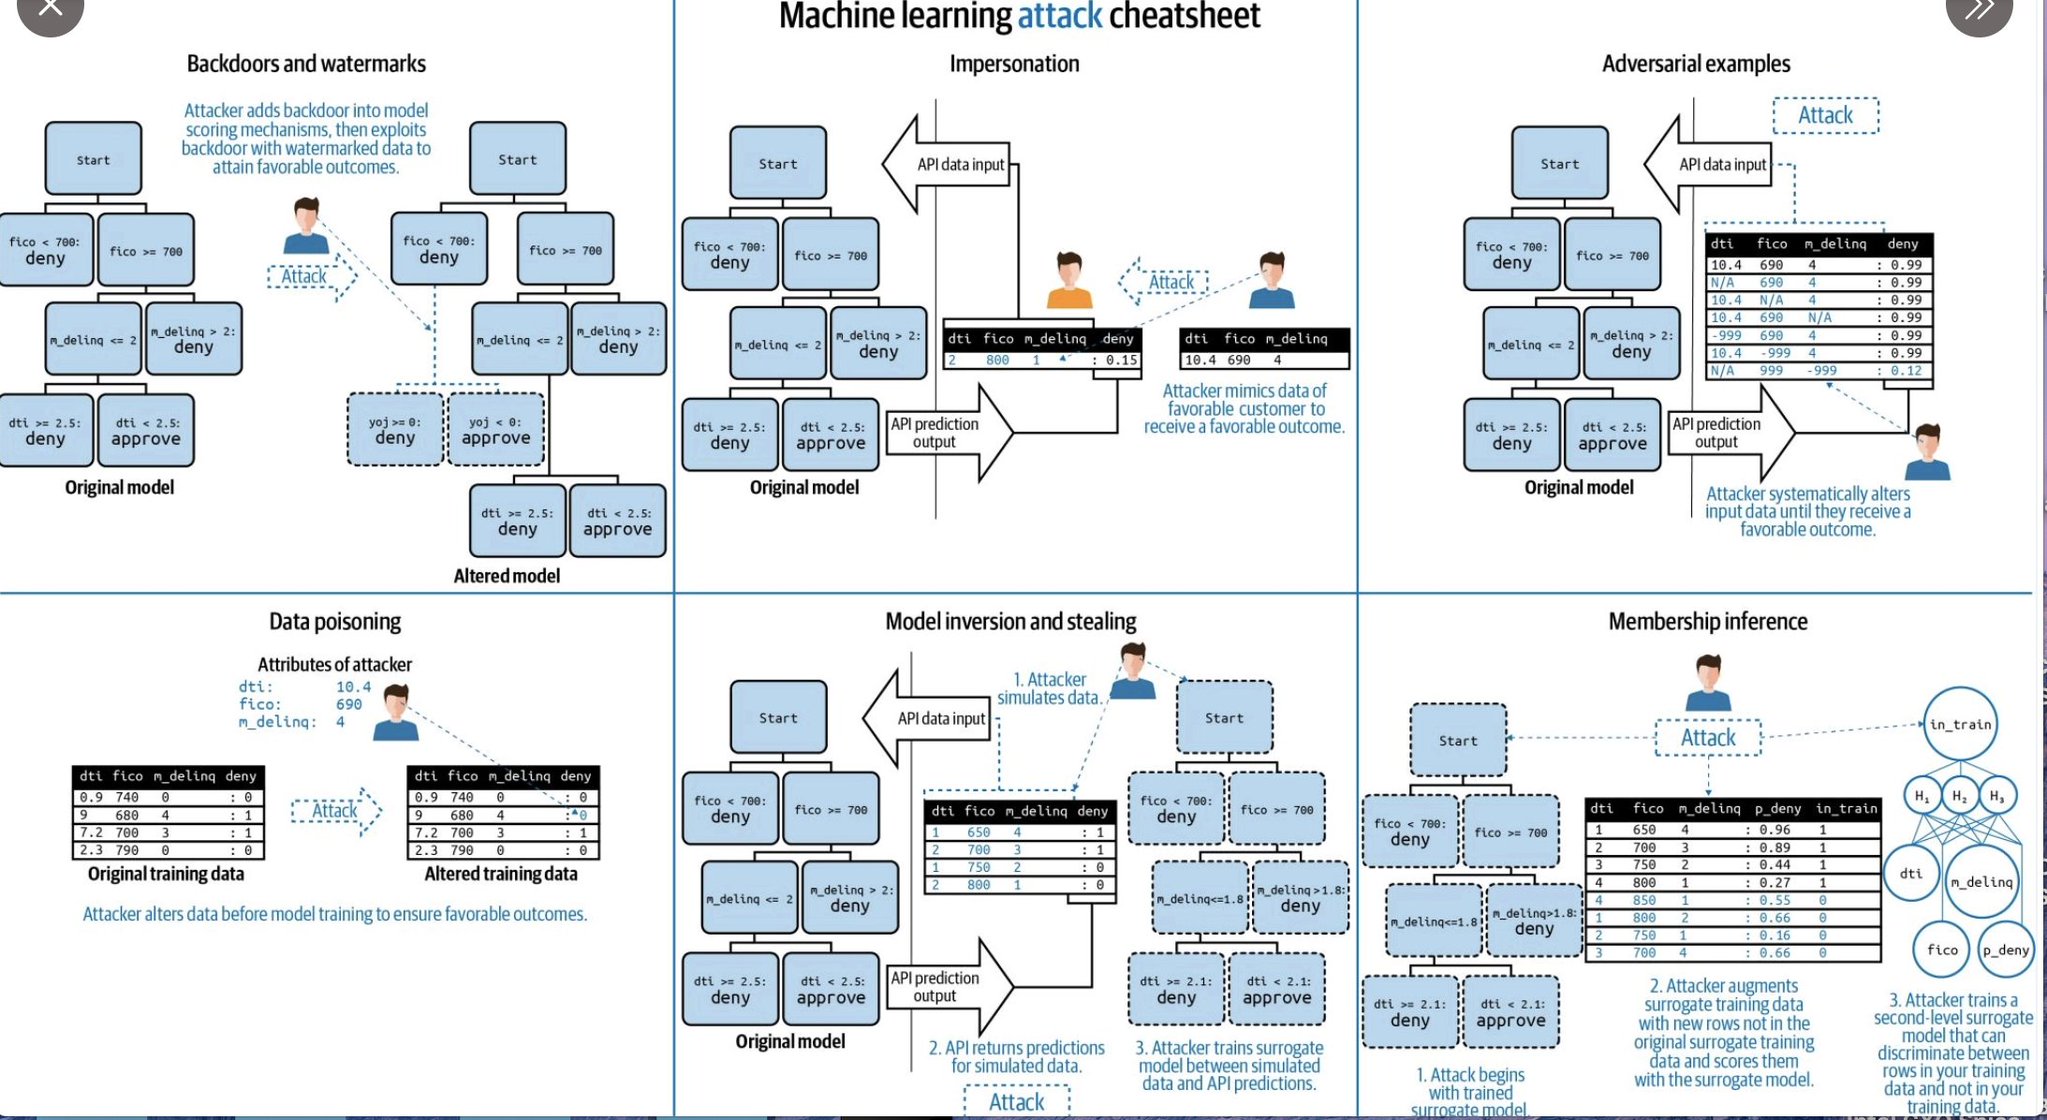 Machine learning attack cheatsheet
Backdoors and watermarks
Attacker adds backdoor into model
scoring mechanisms, then exploits
backdoor with watermarked data to
attain favorable outcomes.
Start
fico < 700:
deny
fico >= 700
m_delinq <= 2
m_delinq > 2:
deny
dti >= 2.5:
deny
dti < 2.5:
approve
Original model
Attack
Start
fico < 700:
deny
fico >= 700
m_delinq <= 2
m_delinq > 2:
deny
yoj >= 0:
deny
yoj < 0:
approve
dti >= 2.5:
deny
dti < 2.5:
approve
Altered model
Impersonation
Start
fico < 700:
deny
fico >= 700
m_delinq <= 2
m_delinq > 2:
deny
dti >= 2.5:
deny
dti < 2.5:
approve
Original model
API data input
Attack
dti fico m_delinq deny
2 800 1 : 0.15
dti fico m_delinq
10.4 690 4
Attacker mimics data of
favorable customer to
receive a favorable outcome.
API prediction
output
Adversarial examples
Attack
Start
fico < 700:
deny
fico >= 700
m_delinq <= 2
m_delinq > 2:
deny
dti >= 2.5:
deny
dti < 2.5:
approve
Original model
API data input
dti fico m_delinq deny
10.4 690 4 : 0.99
N/A 690 4 : 0.99
10.4 N/A 4 : 0.99
10.4 690 N/A : 0.99
-999 690 4 : 0.99
10.4 -999 4 : 0.99
N/A 999 -999 : 0.12
API prediction
output
Attacker systematically alters
input data until they receive a
favorable outcome.
Data poisoning
Attributes of attacker
dti: 10.4
fico: 690
m_delinq: 4
dti fico m_delinq deny
0.9 740 0 : 0
9 680 4 : 1
7.2 700 3 : 1
2.3 790 0 : 0
Original training data
Attack
dti fico m_delinq deny
0.9 740 0 : 0
9 680 4 : 0
7.2 700 3 : 1
2.3 790 0 : 0
Altered training data
Attacker alters data before model training to ensure favorable outcomes.
Model inversion and stealing
Start
fico < 700:
deny
fico >= 700
m_delinq <= 2
m_delinq > 2:
deny
dti >= 2.5:
deny
dti < 2.5:
approve
Original model
API data input
1. Attacker
simulates data.
dti fico m_delinq deny
1 650 4 : 1
2 700 3 : 1
1 750 2 : 0
2 800 1 : 0
API prediction
output
2. API returns predictions
for simulated data.
Attack
Start
fico < 700:
deny
fico >= 700
m_delinq<=1.8
m_delinq >1.8:
deny
dti >= 2.1:
deny
dti < 2.1:
approve
3. Attacker trains surrogate
model between simulated
data and API predictions.
Membership inference
Attack
Start
fico < 700:
deny
fico >= 700
m_delinq<=1.8
m_delinq>1.8:
deny
dti >= 2.1:
deny
dti < 2.1:
approve
1. Attack begins
with trained
surrogate model.
dti fico m_delinq p_deny in_train
1 650 4 : 0.96 1
2 700 3 : 0.89 1
3 750 2 : 0.44 1
4 800 1 : 0.27 1
4 850 1 : 0.55 0
1 800 2 : 0.66 0
2 750 1 : 0.16 0
3 700 4 : 0.66 0
2. Attacker augments
surrogate training data
with new rows not in the
original surrogate training
data and scores them
with the surrogate model.
in_train
H₁ H₂ H₃
dti
m_delinq
fico
p_deny
3. Attacker trains a
second-level surrogate
model that can
discriminate between
rows in your training
data and not in your
training data.